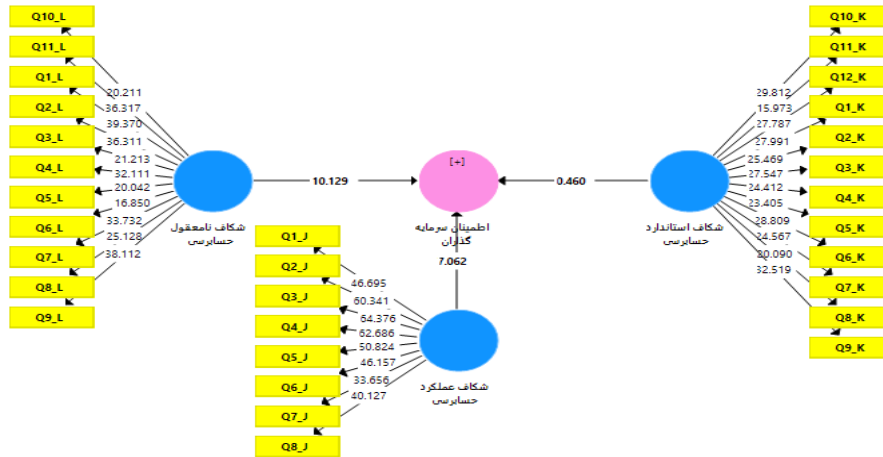 Q10_L
Q11_L
Q1_L
Q2_L
Q3_L
Q4_L
Q5_L
Q6_L
Q7_L
Q8_L
Q9_L
20.211
36.317
39.370
36.311
21.213
32.111
20.042
16.850
33.732
25.128
38.112
شکاف نامعقول
حسابرسی
10.129
[+]
اطمینان سرمایه
گذاران
7.062
0.460
شکاف استاندارد
حسابرسی
29.812
15.973
27.787
27.991
25.469
27.547
24.412
23.405
28.809
24.567
20.090
32.519
Q10_K
Q11_K
Q12_K
Q1_K
Q2_K
Q3_K
Q4_K
Q5_K
Q6_K
Q7_K
Q8_K
Q9_K
Q1_J
Q2_J
Q3_J
Q4_J
Q5_J
Q6_J
Q7_J
Q8_J
46.695
60.341
64.376
62.686
50.824
46.157
33.656
40.127
شکاف عملکرد
حسابرسی